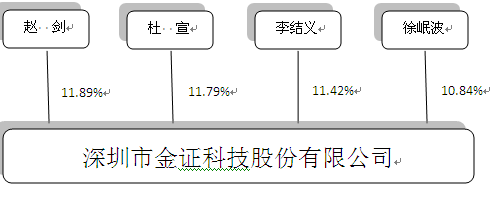 赵··剑
杜··宣
李结义
徐岷波
11.89%
11.79%
11.42%
10.84%
深圳市金证科技股份有限公司